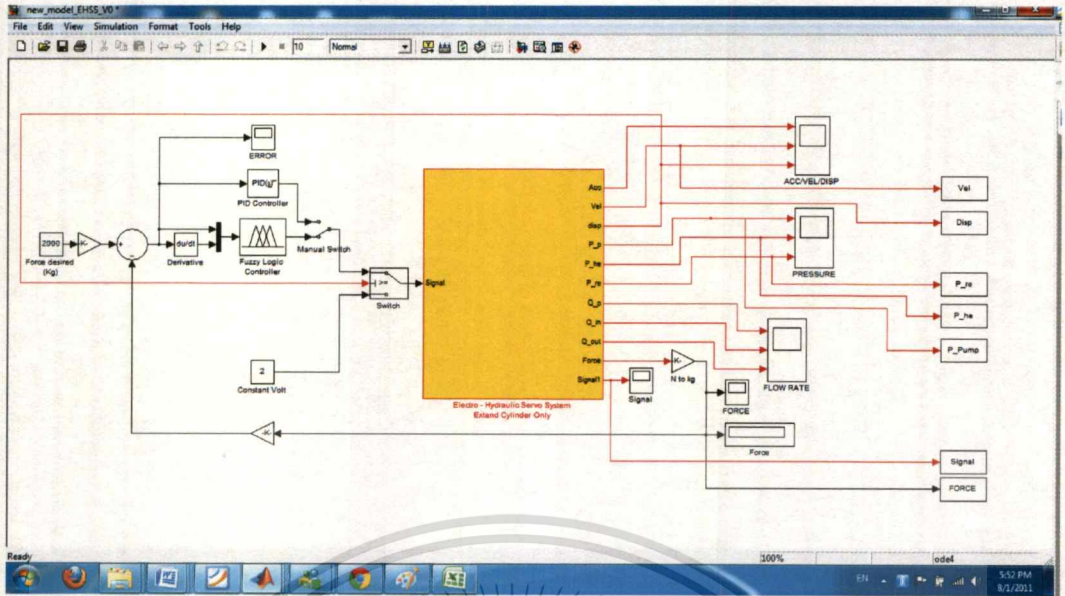 new_model_EHSS_V0 *
File Edit View Simulation Format Tools Help
10 Normal
ERROR
PID(s)
PID Controller
2000
Force desired
(Kg)
-K-
+
−
du/dt
Derivative
Fuzzy Logic
Controller
Manual Switch
>=
Switch
2
Constant Volt
-K-
Signal
Acc
Vel
disp
P_p
P_he
P_re
Q_p
Q_in
Q_out
Force
Signal1
Electro - Hydraulic Servo System
Extend Cylinder Only
ACC/VEL/DISP
PRESSURE
FLOW RATE
-K-
N to kg
Signal
FORCE
Force
Vel
Disp
P_re
P_he
P_Pump
Signal
FORCE
Ready
100%
ode4
EN
5:52 PM
8/1/2011